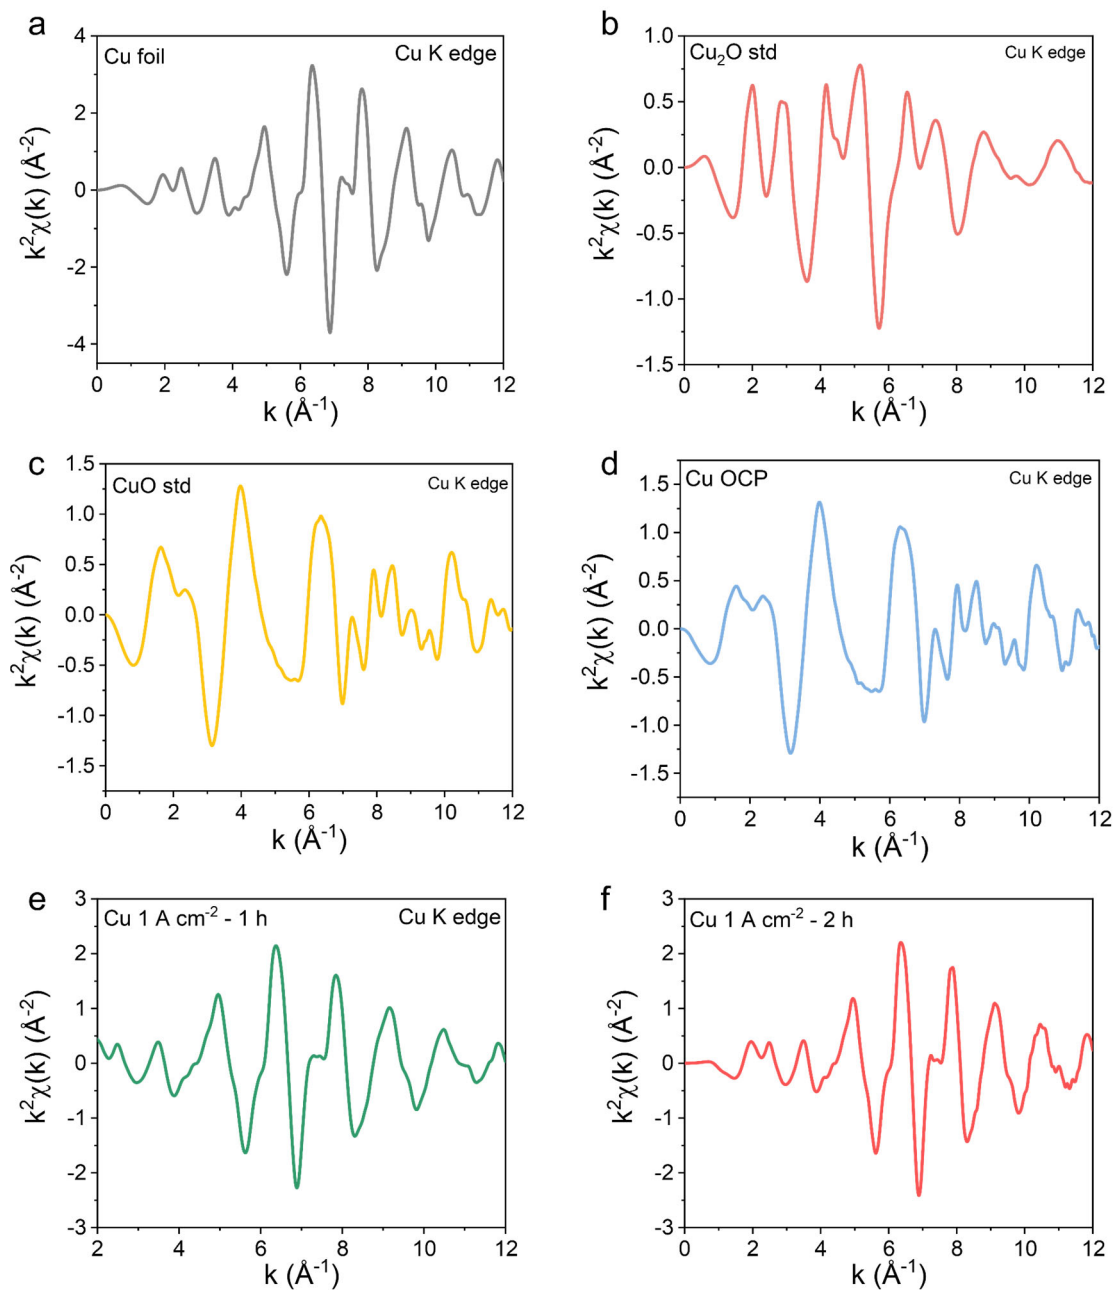 a
Cu foil
Cu K edge
4
2
0
-2
-4
k²χ(k) (Å⁻²)
0 2 4 6 8 10 12
k (Å⁻¹)
b
Cu₂O std
Cu K edge
1.0
0.5
0.0
-0.5
-1.0
-1.5
k²χ(k) (Å⁻²)
0 2 4 6 8 10 12
k (Å⁻¹)
c
CuO std
Cu K edge
1.5
1.0
0.5
0.0
-0.5
-1.0
-1.5
k²χ(k) (Å⁻²)
0 2 4 6 8 10 12
k (Å⁻¹)
d
Cu OCP
Cu K edge
1.5
1.0
0.5
0.0
-0.5
-1.0
-1.5
k²χ(k) (Å⁻²)
0 2 4 6 8 10 12
k (Å⁻¹)
e
Cu 1 A cm⁻² - 1 h
Cu K edge
3
2
1
0
-1
-2
-3
k²χ(k) (Å⁻²)
2 4 6 8 10 12
k (Å⁻¹)
f
Cu 1 A cm⁻² - 2 h
3
2
1
0
-1
-2
-3
k²χ(k) (Å⁻²)
0 2 4 6 8 10 12
k (Å⁻¹)